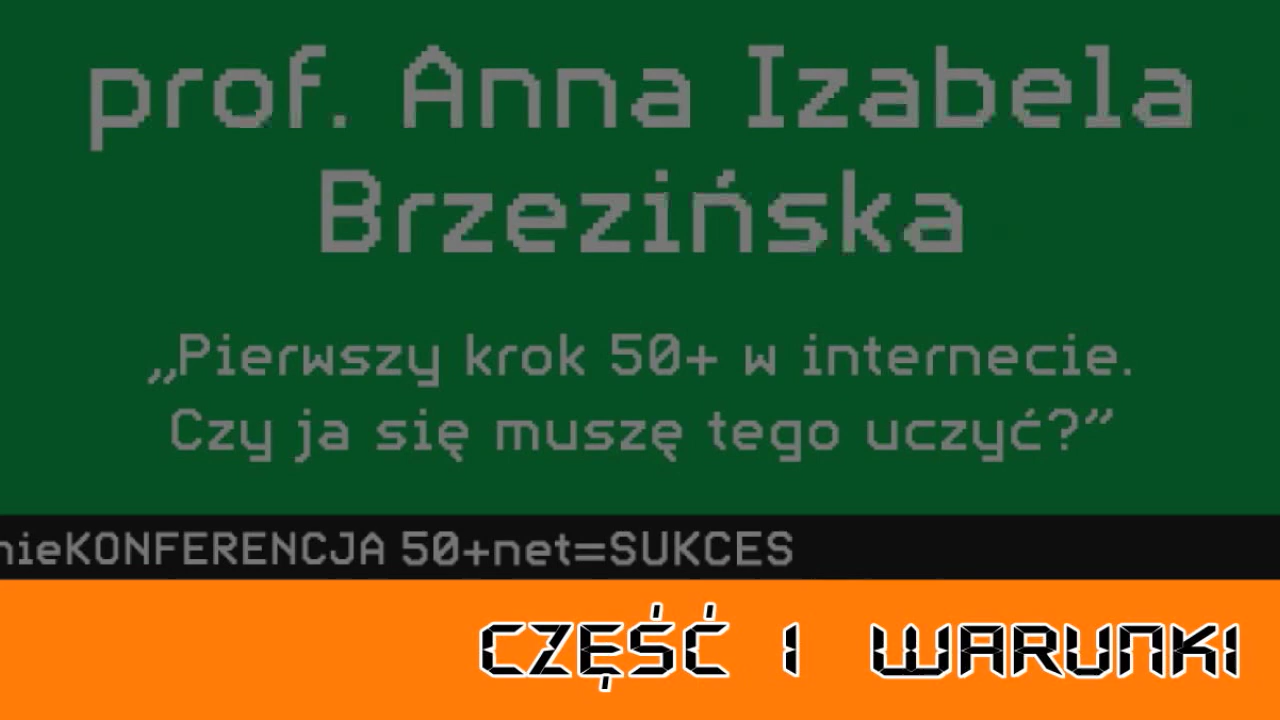 prof. Anna Izabela
Brzezińska
„Pierwszy krok 50+ w internecie.
Czy ja się muszę tego uczyć?”
nieKONFERENCJA 50+net=SUKCES
CZĘŚĆ 1 WARUNKI